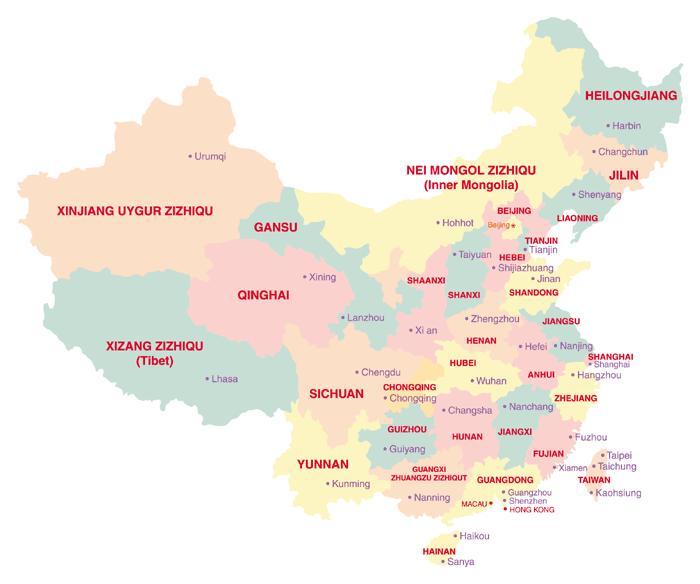 HEILONGJIANG
Harbin
Changchun
JILIN
Urumqi
NEI MONGOL ZIZHIQU
(Inner Mongolia)
Shenyang
XINJIANG UYGUR ZIZHIQU
BEIJING
LIAONING
GANSU
Hohhot
Beijing
TIANJIN
Tianjin
Taiyuan
HEBEI
Shijiazhuang
Xining
SHAANXI
Jinan
QINGHAI
SHANXI
SHANDONG
Lanzhou
Zhengzhou
JIANGSU
Xi an
HENAN
Hefei
Nanjing
XIZANG ZIZHIQU
(Tibet)
SHANGHAI
Shanghai
HUBEI
Chengdu
ANHUI
Hangzhou
Lhasa
Wuhan
CHONGQING
SICHUAN
Chongqing
ZHEJIANG
Changsha
Nanchang
GUIZHOU
HUNAN
JIANGXI
Fuzhou
Guiyang
FUJIAN
Taipei
YUNNAN
GUANGXI
ZHUANGZU ZIZHIQUT
Xiamen
Taichung
GUANGDONG
TAIWAN
Kunming
Nanning
Guangzhou
Kaohsiung
Shenzhen
MACAU
HONG KONG
Haikou
HAINAN
Sanya